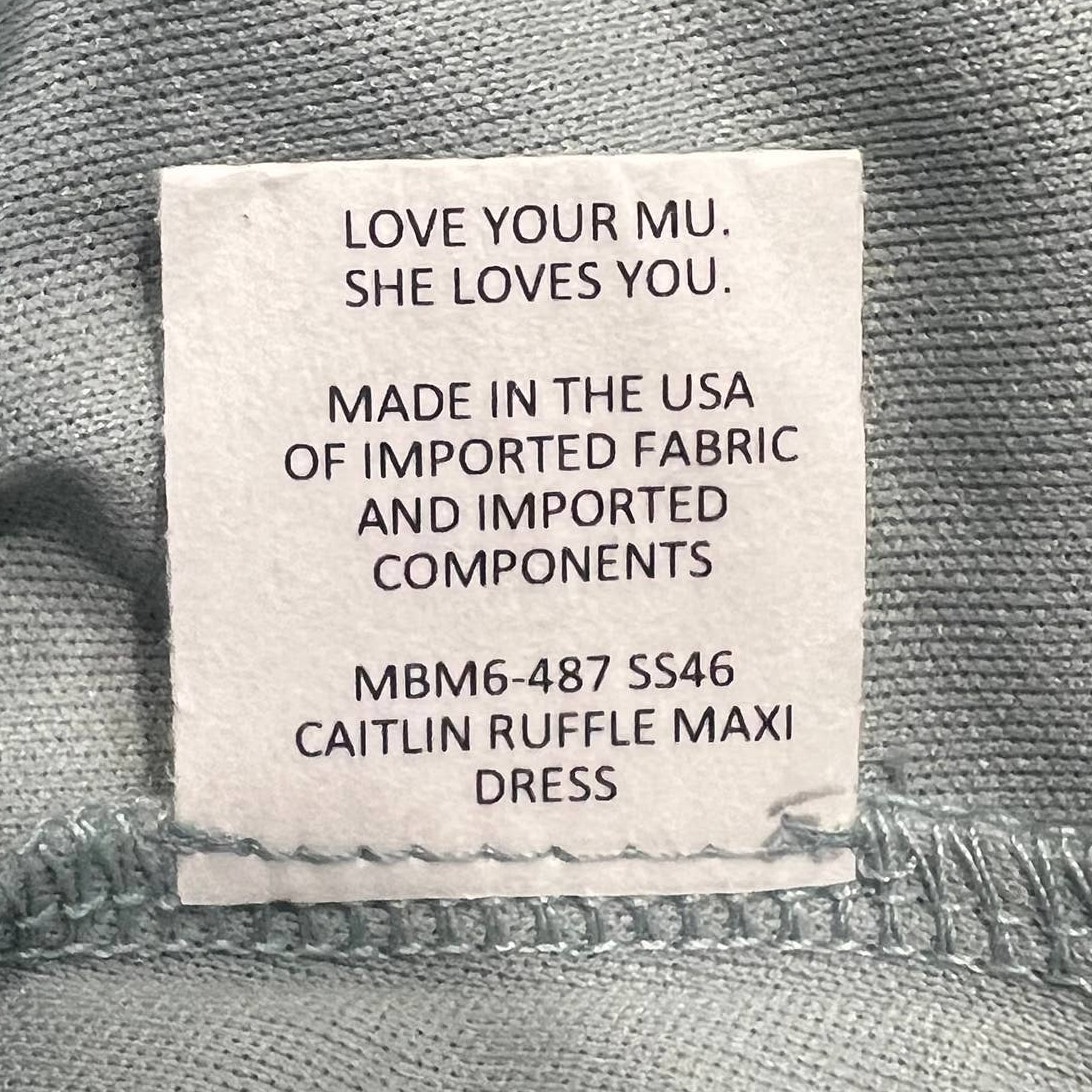 LOVE YOUR MU.
SHE LOVES YOU.
MADE IN THE USA
OF IMPORTED FABRIC
AND IMPORTED
COMPONENTS
MBM6-487 SS46
CAITLIN RUFFLE MAXI
DRESS